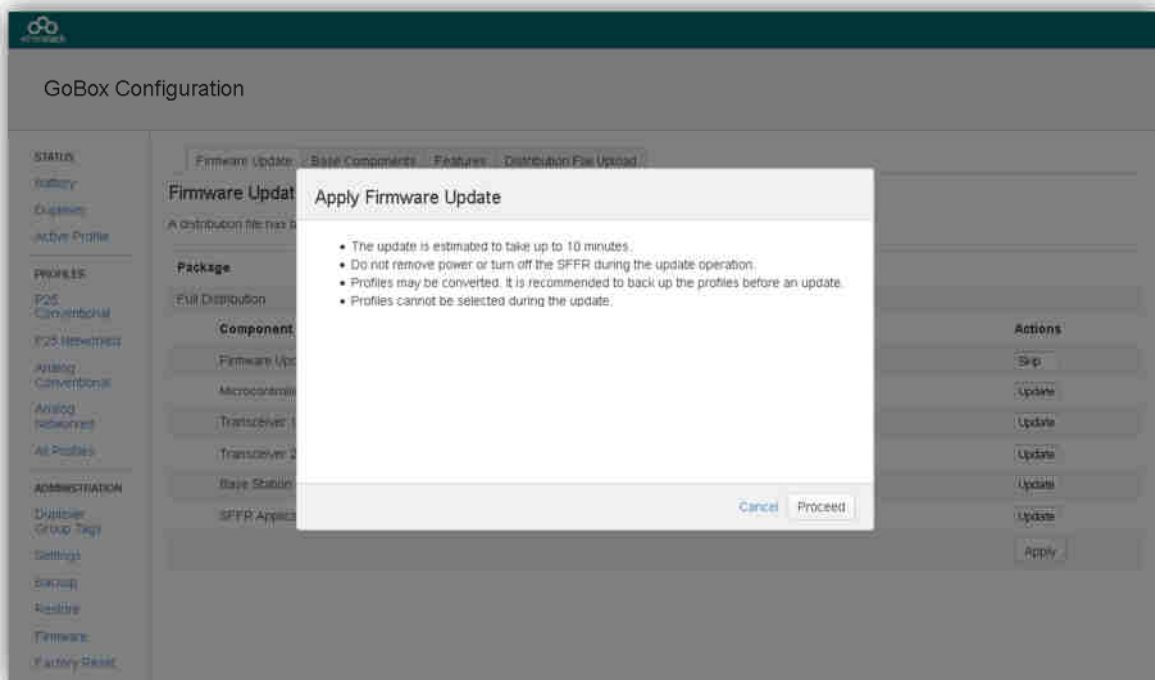 GoBox Configuration
STATUS
Battery
Duplexer
Active Profile
PROFILES
P25
Conventional
P25 Networked
Analog
Conventional
Analog
Networked
All Profiles
ADMINISTRATION
Duplexer
Group Tags
Settings
Backup
Restore
Firmware
Factory Reset
Firmware Update Base Components Features Distribution File Upload
Firmware Updat
A distribution file has b
Package
Full Distribution
Component Actions
Firmware Upd Skip
Microcontrolle Update
Transceiver 1 Update
Transceiver 2 Update
Base Station Update
SFFR Applica Update
Apply
Apply Firmware Update
• The update is estimated to take up to 10 minutes.
• Do not remove power or turn off the SFFR during the update operation.
• Profiles may be converted. It is recommended to back up the profiles before an update.
• Profiles cannot be selected during the update.
Cancel Proceed